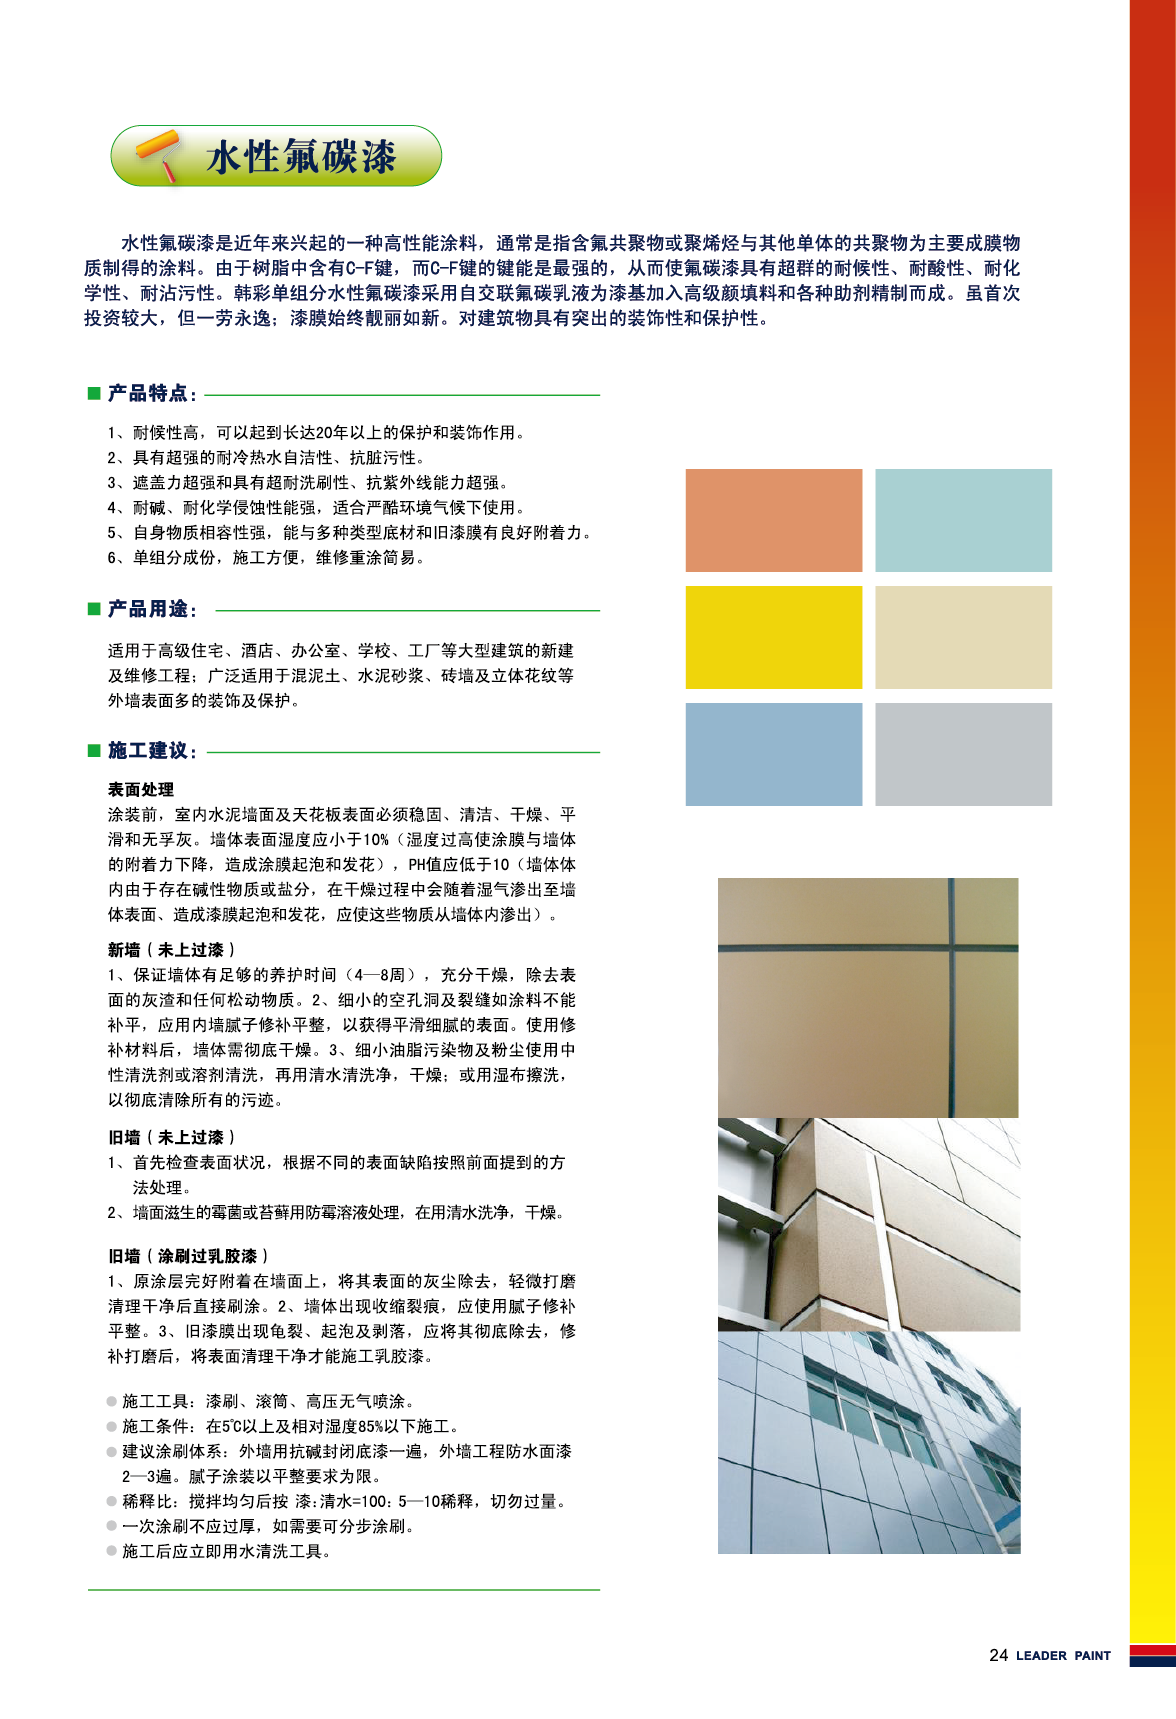 水性氟碳漆
水性氟碳漆是近年来兴起的一种高性能涂料，通常是指含氟共聚物或聚烯烃与其他单体的共聚物为主要成膜物
质制得的涂料。由于树脂中含有C-F键，而C-F键的键能是最强的，从而使氟碳漆具有超群的耐候性、耐酸性、耐化
学性、耐沾污性。韩彩单组分水性氟碳漆采用自交联氟碳乳液为漆基加入高级颜填料和各种助剂精制而成。虽首次
投资较大，但一劳永逸；漆膜始终靓丽如新。对建筑物具有突出的装饰性和保护性。
产品特点：
1、耐候性高，可以起到长达20年以上的保护和装饰作用。
2、具有超强的耐冷热水自洁性、抗脏污性。
3、遮盖力超强和具有超耐洗刷性、抗紫外线能力超强。
4、耐碱、耐化学侵蚀性能强，适合严酷环境气候下使用。
5、自身物质相容性强，能与多种类型底材和旧漆膜有良好附着力。
6、单组分成份，施工方便，维修重涂简易。
产品用途：
适用于高级住宅、酒店、办公室、学校、工厂等大型建筑的新建
及维修工程；广泛适用于混泥土、水泥砂浆、砖墙及立体花纹等
外墙表面多的装饰及保护。
施工建议：
表面处理
涂装前，室内水泥墙面及天花板表面必须稳固、清洁、干燥、平
滑和无孚灰。墙体表面湿度应小于10%（湿度过高使涂膜与墙体
的附着力下降，造成涂膜起泡和发花），PH值应低于10（墙体体
内由于存在碱性物质或盐分，在干燥过程中会随着湿气渗出至墙
体表面、造成漆膜起泡和发花，应使这些物质从墙体内渗出）。
新墙（未上过漆）
1、保证墙体有足够的养护时间（4—8周），充分干燥，除去表
面的灰渣和任何松动物质。2、细小的空孔洞及裂缝如涂料不能
补平，应用内墙腻子修补平整，以获得平滑细腻的表面。使用修
补材料后，墙体需彻底干燥。3、细小油脂污染物及粉尘使用中
性清洗剂或溶剂清洗，再用清水清洗净，干燥；或用湿布擦洗，
以彻底清除所有的污迹。
旧墙（未上过漆）
1、首先检查表面状况，根据不同的表面缺陷按照前面提到的方
法处理。
2、墙面滋生的霉菌或苔藓用防霉溶液处理，在用清水洗净，干燥。
旧墙（涂刷过乳胶漆）
1、原涂层完好附着在墙面上，将其表面的灰尘除去，轻微打磨
清理干净后直接刷涂。2、墙体出现收缩裂痕，应使用腻子修补
平整。3、旧漆膜出现龟裂、起泡及剥落，应将其彻底除去，修
补打磨后，将表面清理干净才能施工乳胶漆。
施工工具：漆刷、滚筒、高压无气喷涂。
施工条件：在5℃以上及相对湿度85%以下施工。
建议涂刷体系：外墙用抗碱封闭底漆一遍，外墙工程防水面漆
2—3遍。腻子涂装以平整要求为限。
稀释比：搅拌均匀后按 漆:清水=100：5—10稀释，切勿过量。
一次涂刷不应过厚，如需要可分步涂刷。
施工后应立即用水清洗工具。
24 LEADER PAINT